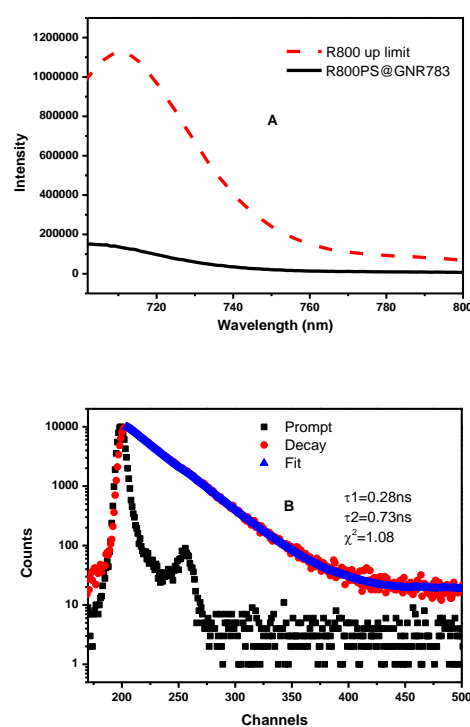 1200000
1000000
800000
600000
400000
200000
0
Intensity
R800 up limit
R800PS@GNR783
A
720 740 760 780 800
Wavelength (nm)
10000
1000
100
10
1
Counts
Prompt
Decay
Fit
B
τ1=0.28ns
τ2=0.73ns
χ²=1.08
200 250 300 350 400 450 500
Channels